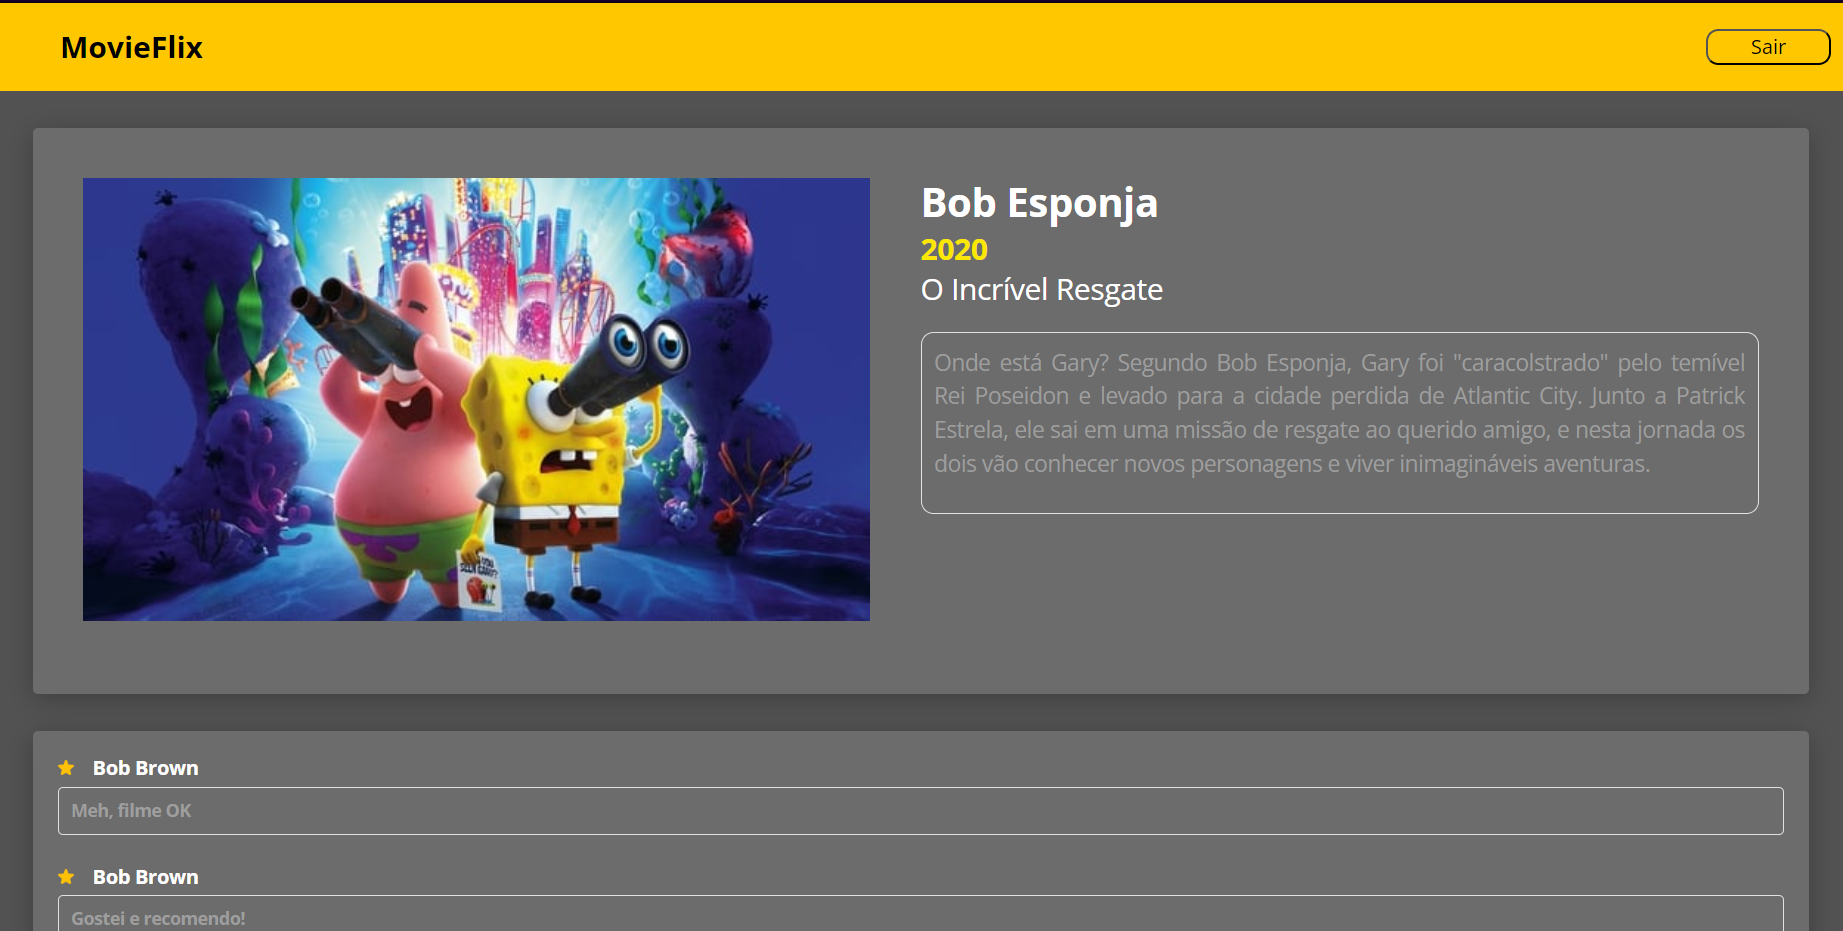 MovieFlix
Sair
Bob Esponja
2020
O Incrível Resgate
Onde está Gary? Segundo Bob Esponja, Gary foi "caracolstrado" pelo temível
Rei Poseidon e levado para a cidade perdida de Atlantic City. Junto a Patrick
Estrela, ele sai em uma missão de resgate ao querido amigo, e nesta jornada os
dois vão conhecer novos personagens e viver inimagináveis aventuras.
Bob Brown
Meh, filme OK
Bob Brown
Gostei e recomendo!